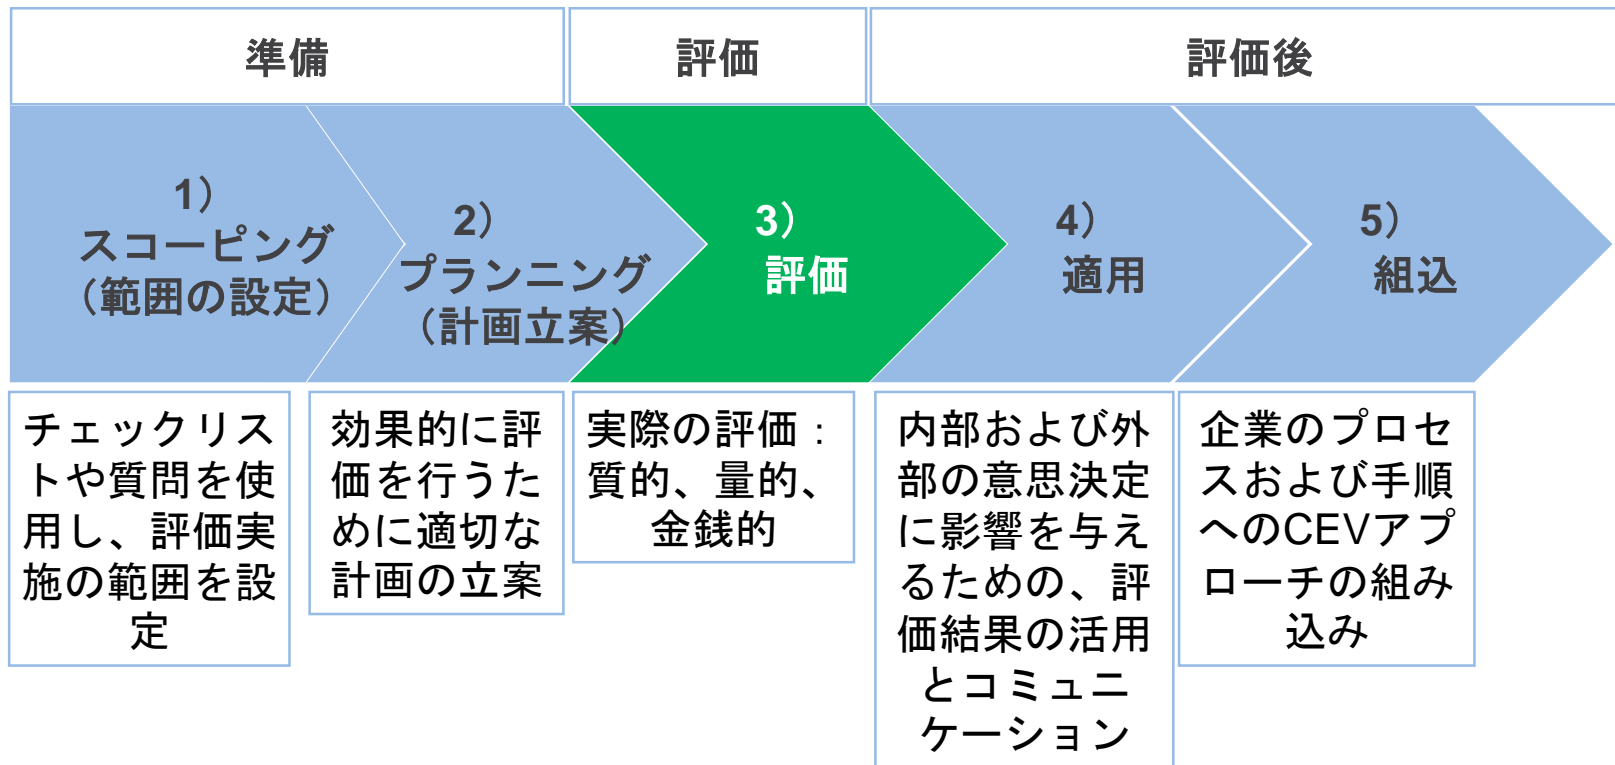 準備
評価
評価後
1）
スコーピング
（範囲の設定）
2）
プランニング
（計画立案）
3）
評価
4）
適用
5）
組込
チェックリス
トや質問を使
用し、評価実
施の範囲を設
定
効果的に評
価を行うた
めに適切な
計画の立案
実際の評価：
質的、量的、
金銭的
内部および外
部の意思決定
に影響を与え
るための、評
価結果の活用
とコミュニ
ケーション
企業のプロセ
スおよび手順
へのCEVアプ
ローチの組み
込み